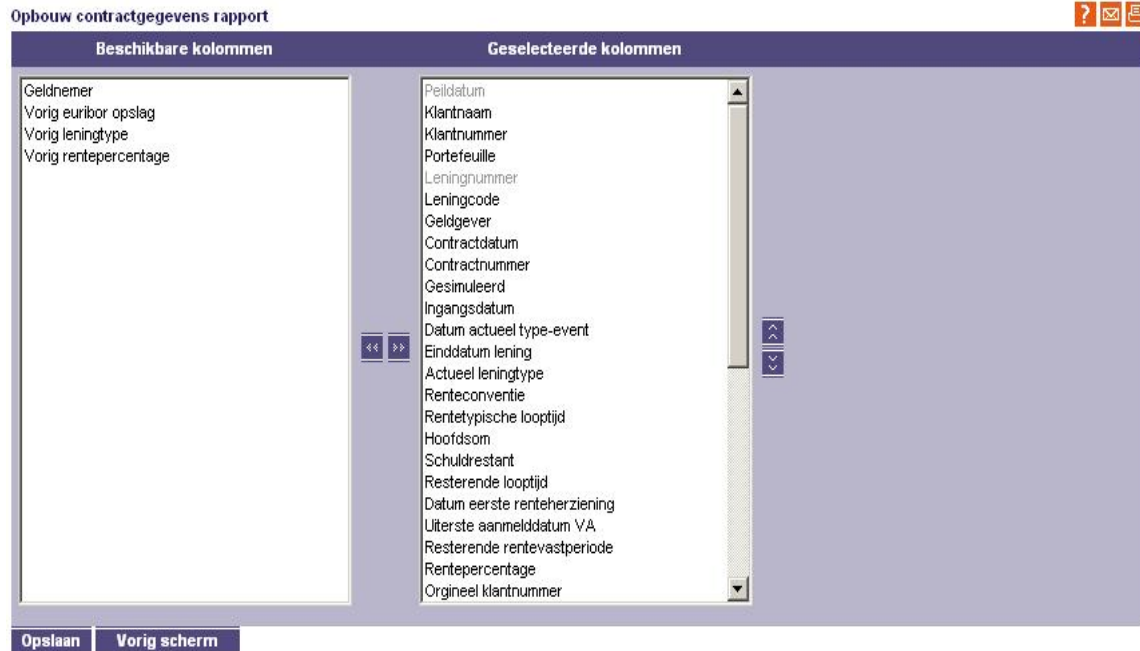 Opbouw contractgegevens rapport
?
Beschikbare kolommen
Geselecteerde kolommen
Geldnemer
Vorig euribor opslag
Vorig leningtype
Vorig rentepercentage
Peildatum
Klantnaam
Klantnummer
Portefeuille
Leningnummer
Leningcode
Geldgever
Contractdatum
Contractnummer
Gesimuleerd
Ingangsdatum
Datum actueel type-event
Einddatum lening
Actueel leningtype
Renteconventie
Rentetypische looptijd
Hoofdsom
Schuldrestant
Resterende looptijd
Datum eerste renteherziening
Uiterste aanmelddatum VA
Resterende rentevastperiode
Rentepercentage
Orgineel klantnummer
Opslaan
Vorig scherm